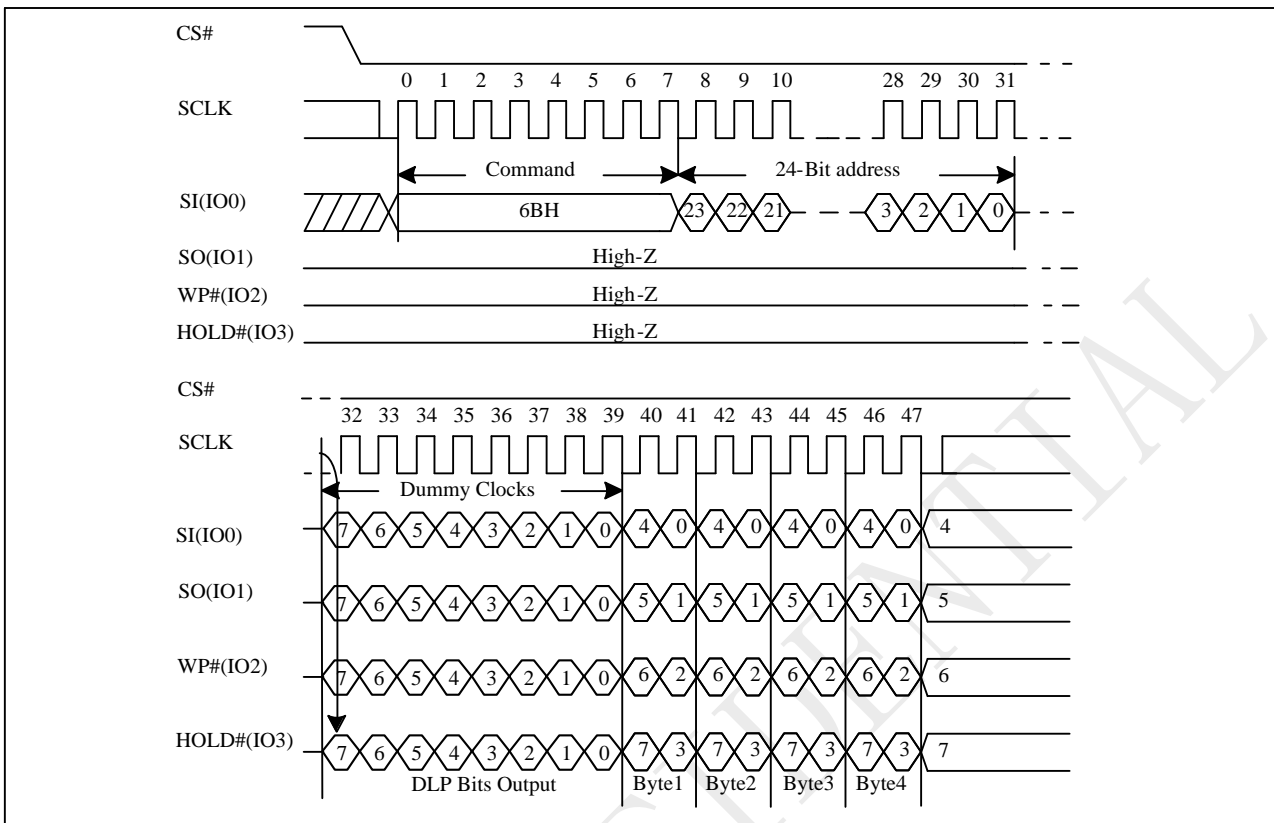 CS#
0 1 2 3 4 5 6 7 8 9 10 28 29 30 31
SCLK
Command 24-Bit address
SI(IO0) 6BH 23 22 21 3 2 1 0
SO(IO1) High-Z
WP#(IO2) High-Z
HOLD#(IO3) High-Z
CS#
32 33 34 35 36 37 38 39 40 41 42 43 44 45 46 47
SCLK
Dummy Clocks
SI(IO0) 7 6 5 4 3 2 1 0 4 0 4 0 4 0 4 0 4
SO(IO1) 7 6 5 4 3 2 1 0 5 1 5 1 5 1 5 1 5
WP#(IO2) 7 6 5 4 3 2 1 0 6 2 6 2 6 2 6 2 6
HOLD#(IO3) 7 6 5 4 3 2 1 0 7 3 7 3 7 3 7 3 7
DLP Bits Output Byte1 Byte2 Byte3 Byte4